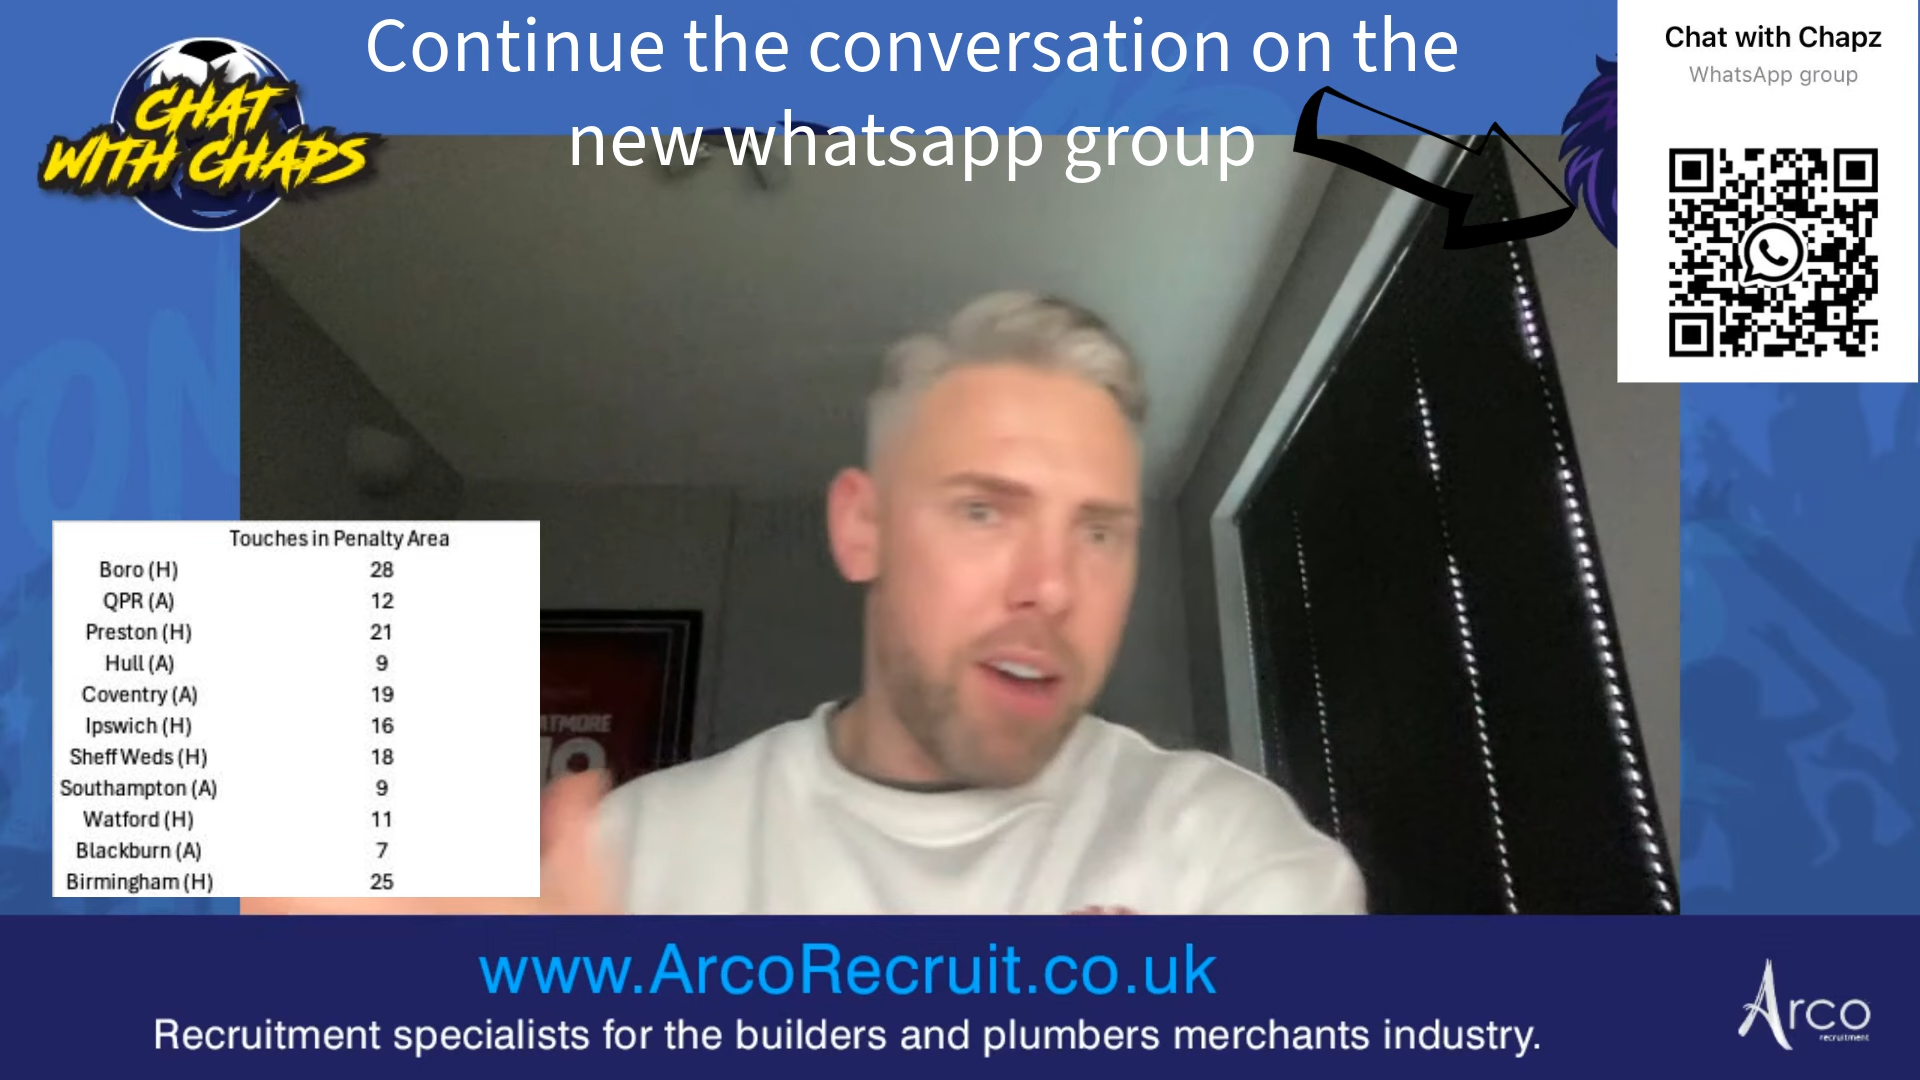 CHAT
WITH CHAPS
Continue the conversation on the
new whatsapp group
Chat with Chapz
WhatsApp group
Touches in Penalty Area
Boro (H) 28
QPR (A) 12
Preston (H) 21
Hull (A) 9
Coventry (A) 19
Ipswich (H) 16
Sheff Weds (H) 18
Southampton (A) 9
Watford (H) 11
Blackburn (A) 7
Birmingham (H) 25
www.ArcoRecruit.co.uk
Recruitment specialists for the builders and plumbers merchants industry.
Arco
recruitment